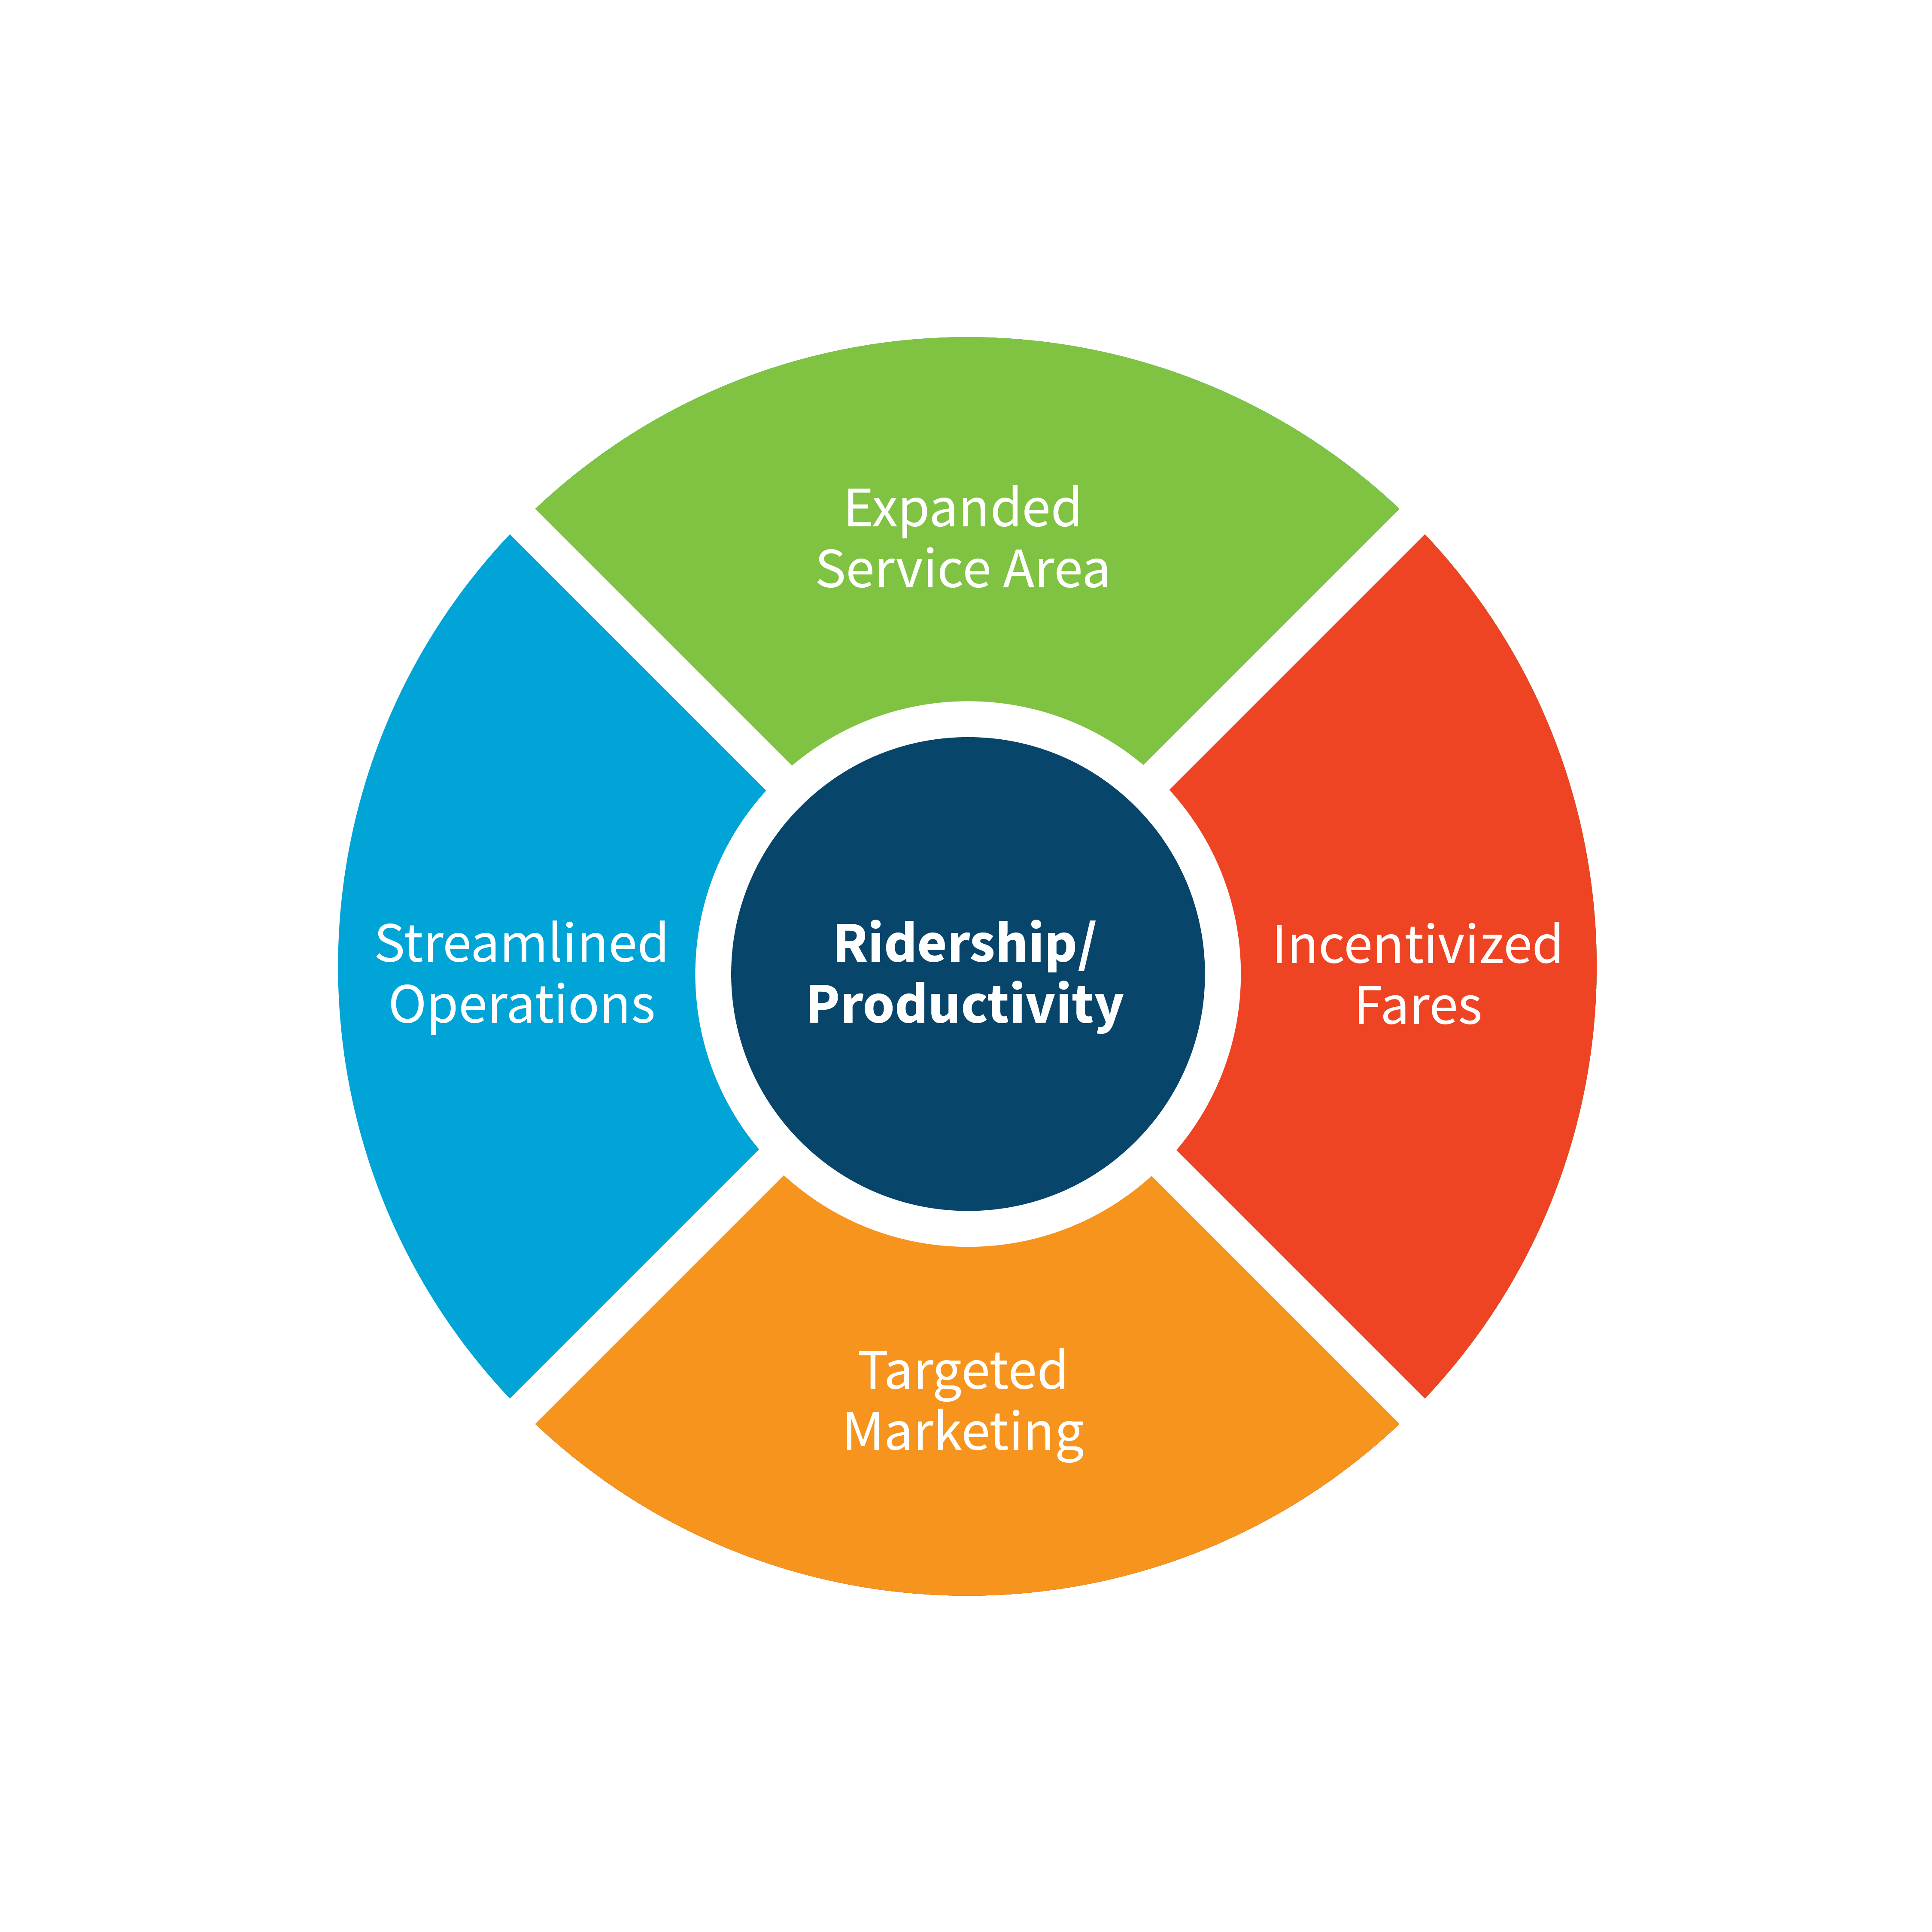 Expanded
Service Area
Streamlined
Operations
Ridership/
Productivity
Incentivized
Fares
Targeted
Marketing